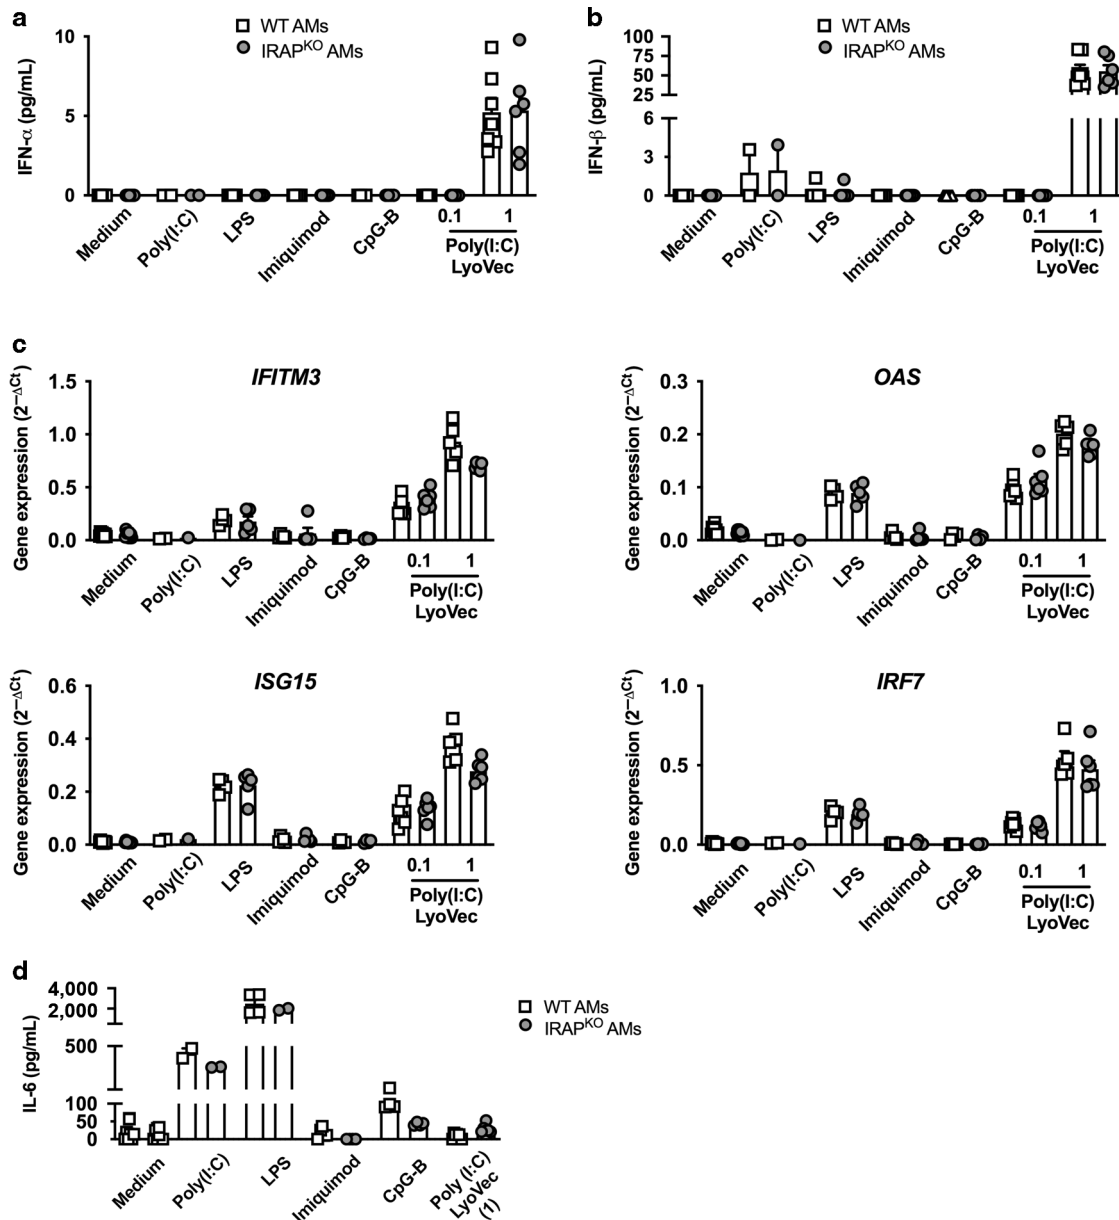 a
WT AMs
IRAPKO AMs
IFN-α (pg/mL)
10
5
0
Medium
Poly(I:C)
LPS
Imiquimod
CpG-B
0.1
1
Poly(I:C)
LyoVec
b
WT AMs
IRAPKO AMs
IFN-β (pg/mL)
100
75
50
25
6
3
0
Medium
Poly(I:C)
LPS
Imiquimod
CpG-B
0.1
1
Poly(I:C)
LyoVec
c
IFITM3
Gene expression (2−ΔCt)
1.5
1.0
0.5
0.0
Medium
Poly(I:C)
LPS
Imiquimod
CpG-B
0.1
1
Poly(I:C)
LyoVec
OAS
Gene expression (2−ΔCt)
0.3
0.2
0.1
0.0
Medium
Poly(I:C)
LPS
Imiquimod
CpG-B
0.1
1
Poly(I:C)
LyoVec
ISG15
Gene expression (2−ΔCt)
0.6
0.4
0.2
0.0
Medium
Poly(I:C)
LPS
Imiquimod
CpG-B
0.1
1
Poly(I:C)
LyoVec
IRF7
Gene expression (2−ΔCt)
1.0
0.5
0.0
Medium
Poly(I:C)
LPS
Imiquimod
CpG-B
0.1
1
Poly(I:C)
LyoVec
d
WT AMs
IRAPKO AMs
IL-6 (pg/mL)
4,000
2,000
500
100
50
0
Medium
Poly(I:C)
LPS
Imiquimod
CpG-B
Poly (I:C)
LyoVec
(1)